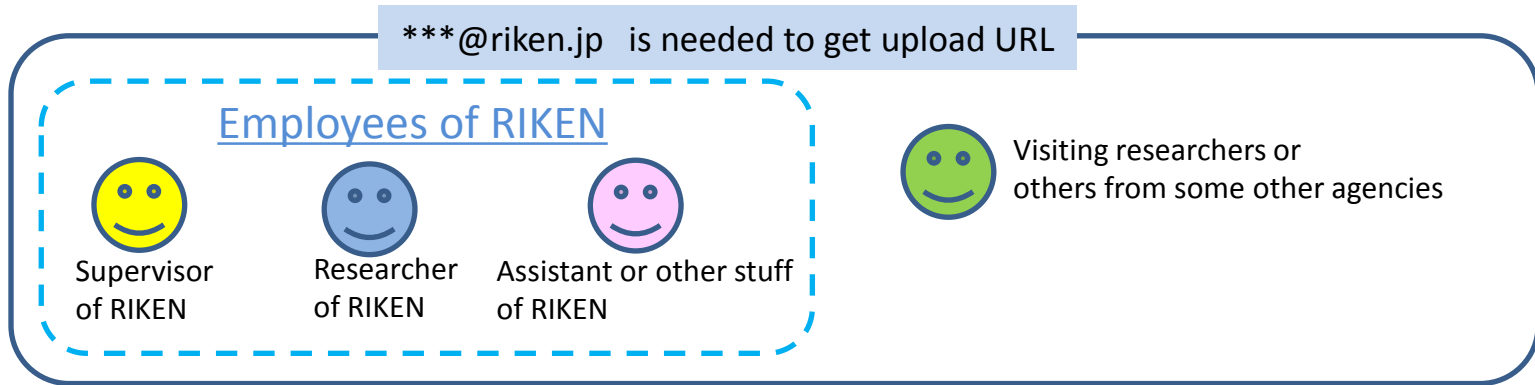 ***@riken.jp is needed to get upload URL
Employees of RIKEN
Supervisor
of RIKEN
Researcher
of RIKEN
Assistant or other stuff
of RIKEN
Visiting researchers or
others from some other agencies